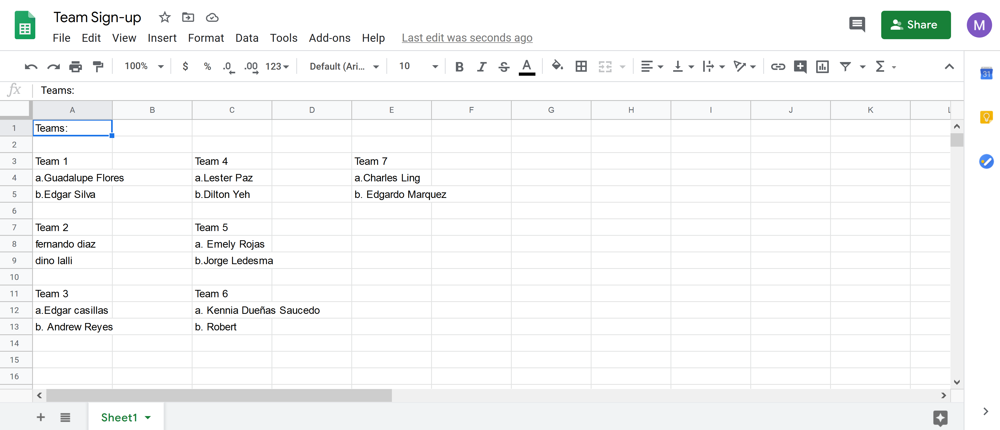 Team Sign-up
File Edit View Insert Format Data Tools Add-ons Help Last edit was seconds ago
Share
M
100% $ % .0 .00 123 Default (Ari... 10 B I S A
31
fx Teams:
A B C D E F G H I J K L
1 Teams:
2
3 Team 1 Team 4 Team 7
4 a.Guadalupe Flores a.Lester Paz a.Charles Ling
5 b.Edgar Silva b.Dilton Yeh b. Edgardo Marquez
6
7 Team 2 Team 5
8 fernando diaz a. Emely Rojas
9 dino lalli b.Jorge Ledesma
10
11 Team 3 Team 6
12 a.Edgar casillas a. Kennia Dueñas Saucedo
13 b. Andrew Reyes b. Robert
14
15
16
Sheet1